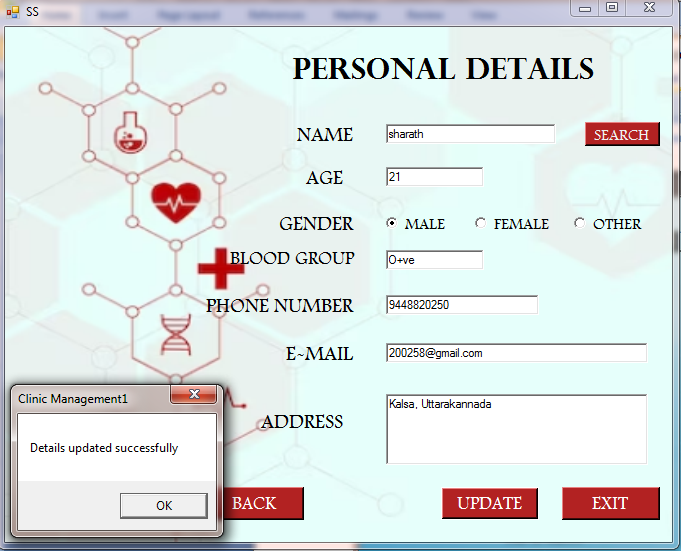 SS
PERSONAL DETAILS
NAME sharath SEARCH
AGE 21
GENDER MALE FEMALE OTHER
BLOOD GROUP O+ve
PHONE NUMBER 9448820250
E-MAIL 200258@gmail.com
ADDRESS Kalsa, Uttarakannada
Clinic Management1
Details updated successfully
OK
BACK UPDATE EXIT